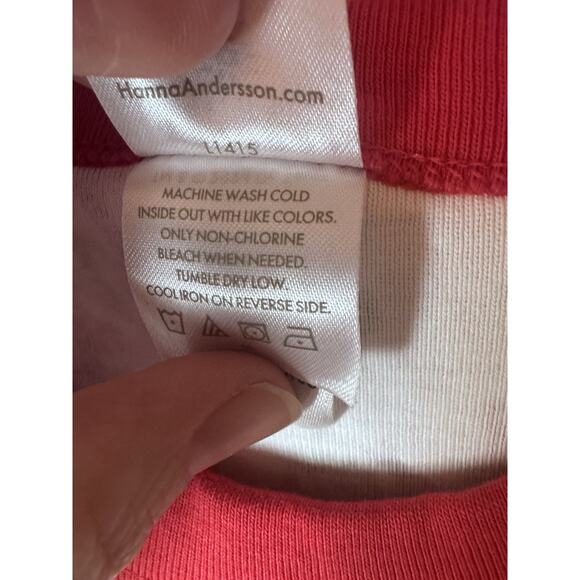 HannaAndersson.com
L1415
MACHINE WASH COLD
INSIDE OUT WITH LIKE COLORS.
ONLY NON-CHLORINE
BLEACH WHEN NEEDED.
TUMBLE DRY LOW.
COOL IRON ON REVERSE SIDE.